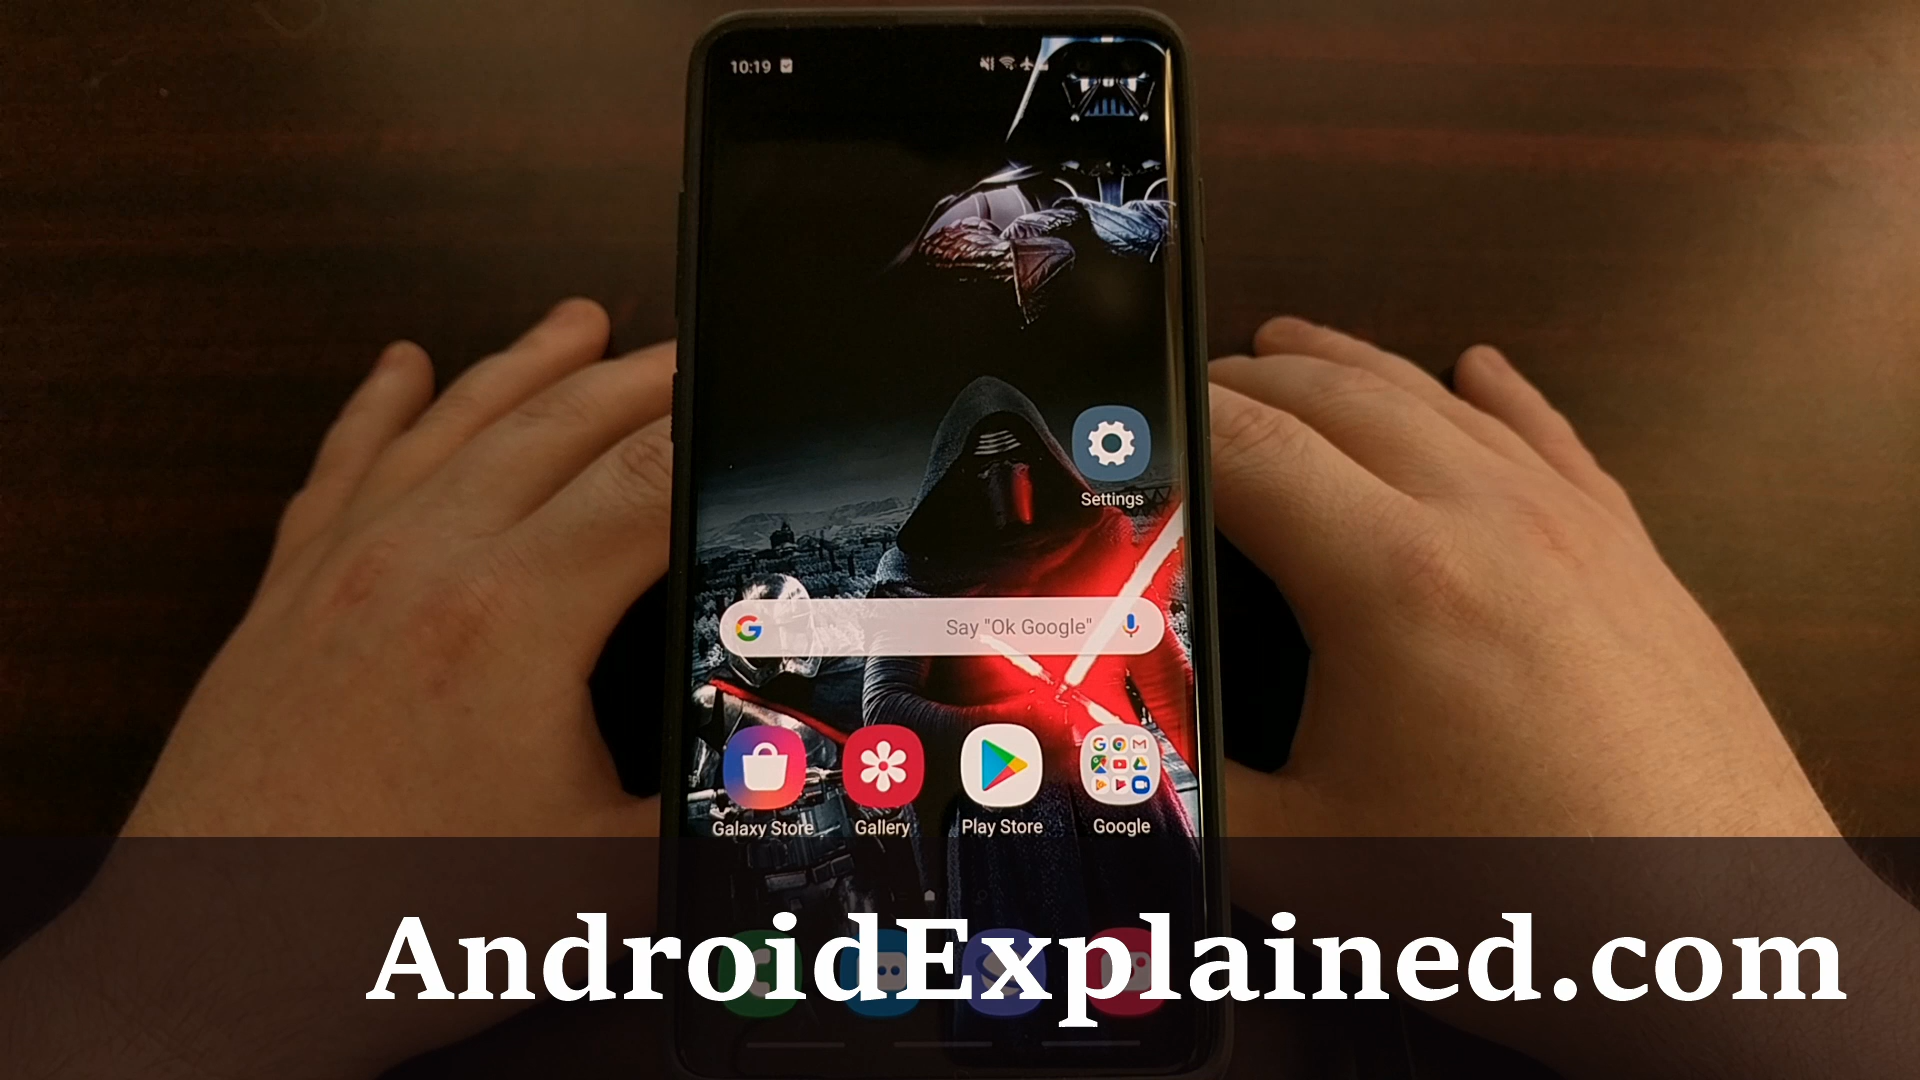 10:19
Settings
Say "Ok Google"
Galaxy Store
Gallery
Play Store
Google
AndroidExplained.com